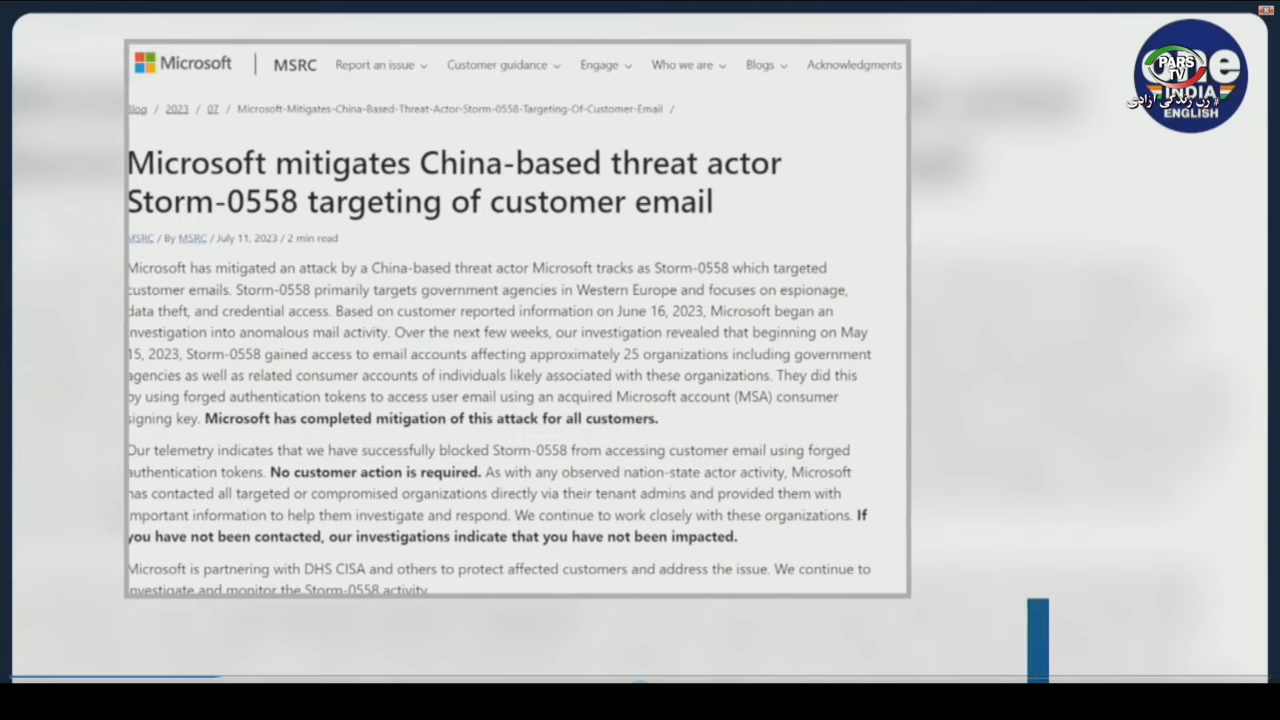 Microsoft | MSRC Report an issue Customer guidance Engage Who we are Blogs Acknowledgments
Blog / 2023 / 07 / Microsoft-Mitigates-China-Based-Threat-Actor-Storm-0558-Targeting-Of-Customer-Email /
Microsoft mitigates China-based threat actor
Storm-0558 targeting of customer email
MSRC / By MSRC / July 11, 2023 / 2 min read
Microsoft has mitigated an attack by a China-based threat actor Microsoft tracks as Storm-0558 which targeted
customer emails. Storm-0558 primarily targets government agencies in Western Europe and focuses on espionage,
data theft, and credential access. Based on customer reported information on June 16, 2023, Microsoft began an
investigation into anomalous mail activity. Over the next few weeks, our investigation revealed that beginning on May
15, 2023, Storm-0558 gained access to email accounts affecting approximately 25 organizations including government
agencies as well as related consumer accounts of individuals likely associated with these organizations. They did this
by using forged authentication tokens to access user email using an acquired Microsoft account (MSA) consumer
signing key. Microsoft has completed mitigation of this attack for all customers.
Our telemetry indicates that we have successfully blocked Storm-0558 from accessing customer email using forged
authentication tokens. No customer action is required. As with any observed nation-state actor activity, Microsoft
has contacted all targeted or compromised organizations directly via their tenant admins and provided them with
important information to help them investigate and respond. We continue to work closely with these organizations. If
you have not been contacted, our investigations indicate that you have not been impacted.
Microsoft is partnering with DHS CISA and others to protect affected customers and address the issue. We continue to
investigate and monitor the Storm-0558 activity.
PARS
TV
INDIA
# زن زندگی آزادی
ENGLISH